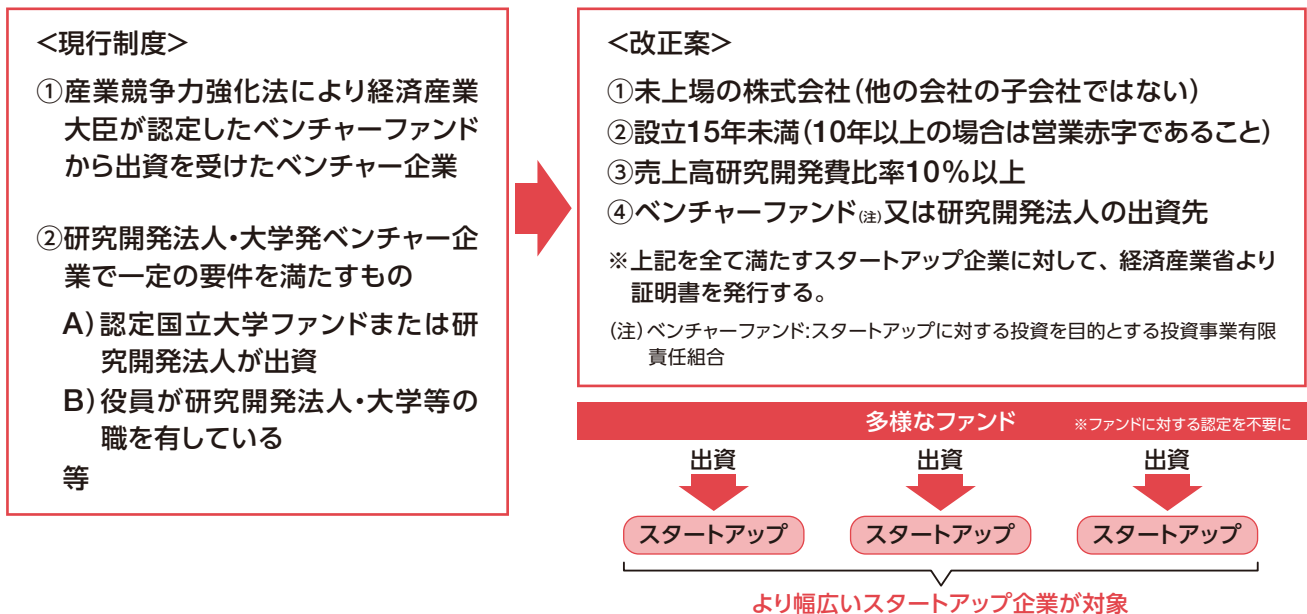 ＜現行制度＞
①産業競争力強化法により経済産業
大臣が認定したベンチャーファンド
から出資を受けたベンチャー企業
②研究開発法人・大学発ベンチャー企
業で一定の要件を満たすもの
A）認定国立大学ファンドまたは研
究開発法人が出資
B）役員が研究開発法人・大学等の
職を有している
等
＜改正案＞
①未上場の株式会社（他の会社の子会社ではない）
②設立15年未満（10年以上の場合は営業赤字であること）
③売上高研究開発費比率10％以上
④ベンチャーファンド（注）又は研究開発法人の出資先
※上記を全て満たすスタートアップ企業に対して、経済産業省より
証明書を発行する。
（注）ベンチャーファンド：スタートアップに対する投資を目的とする投資事業有限
責任組合
多様なファンド ※ファンドに対する認定を不要に
出資 出資 出資
スタートアップ スタートアップ スタートアップ
より幅広いスタートアップ企業が対象